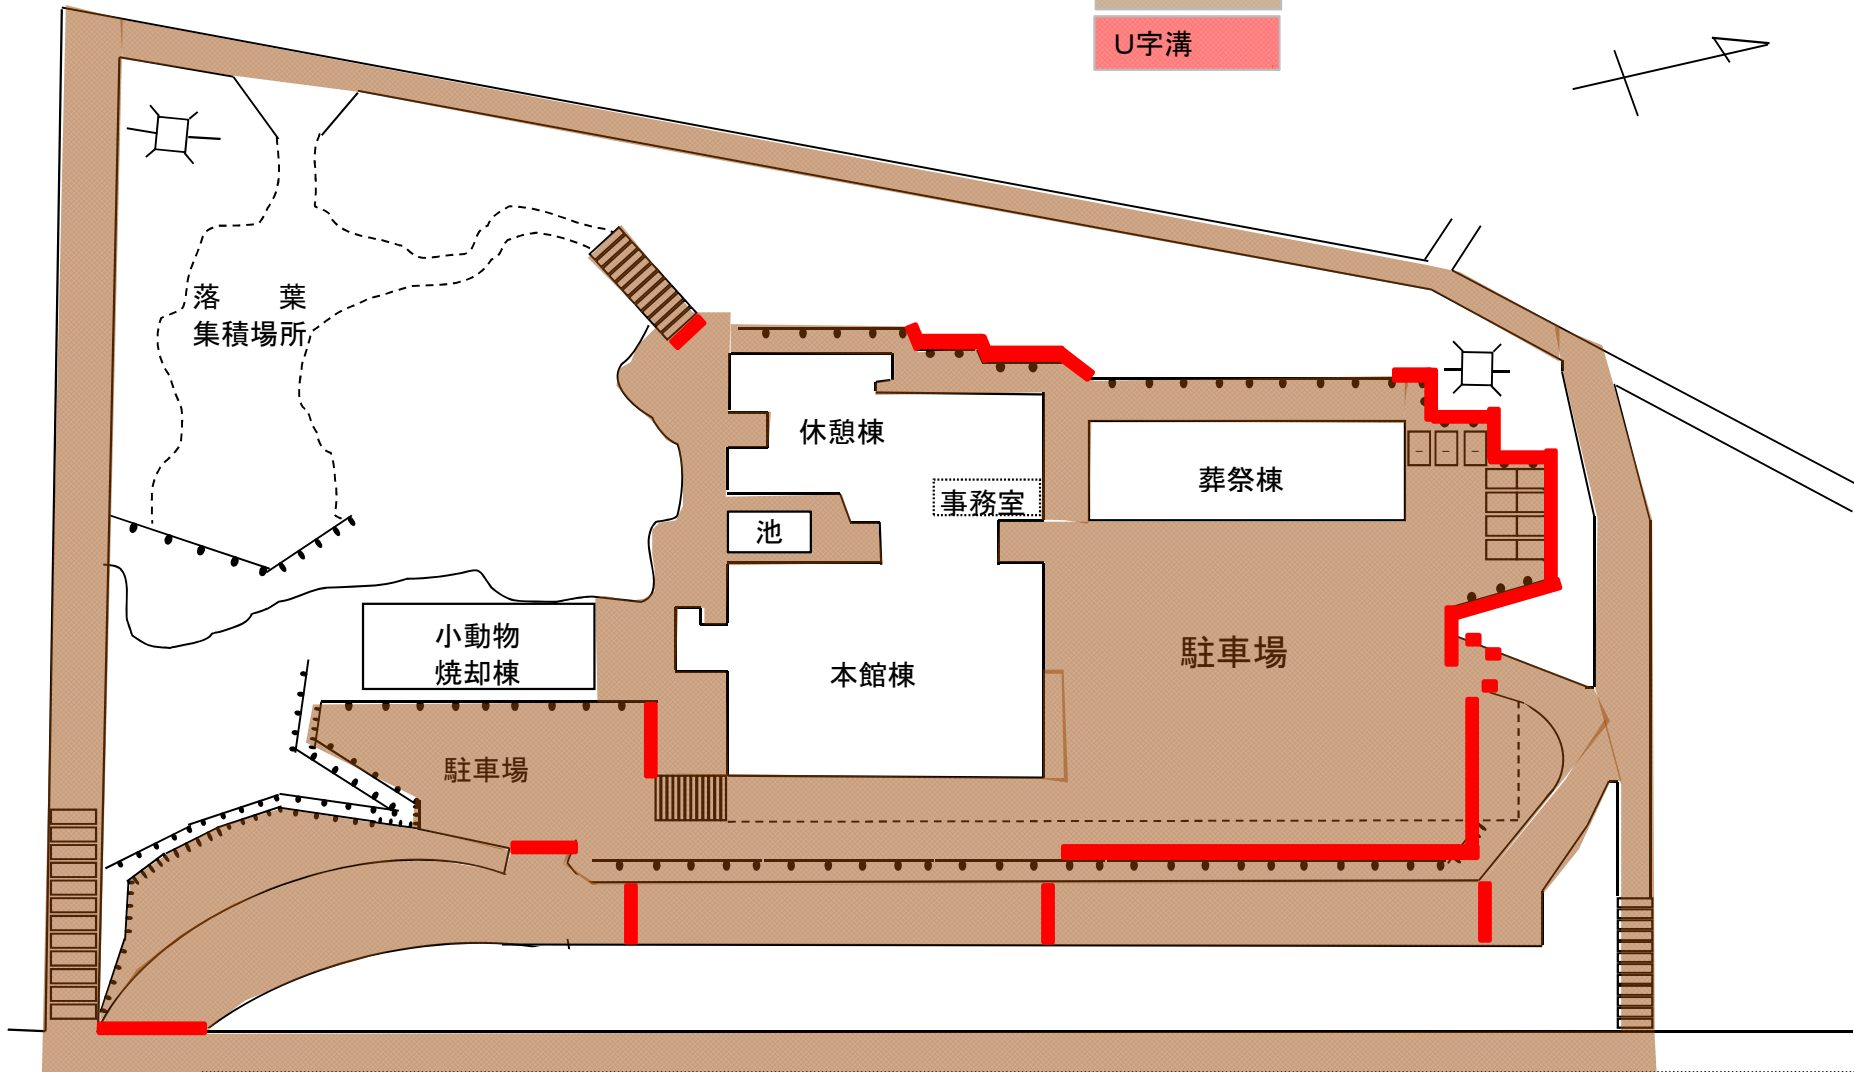 U字溝
落　　葉
集積場所
休憩棟
葬祭棟
事務室
池
小動物
焼却棟
本館棟
駐車場
駐車場